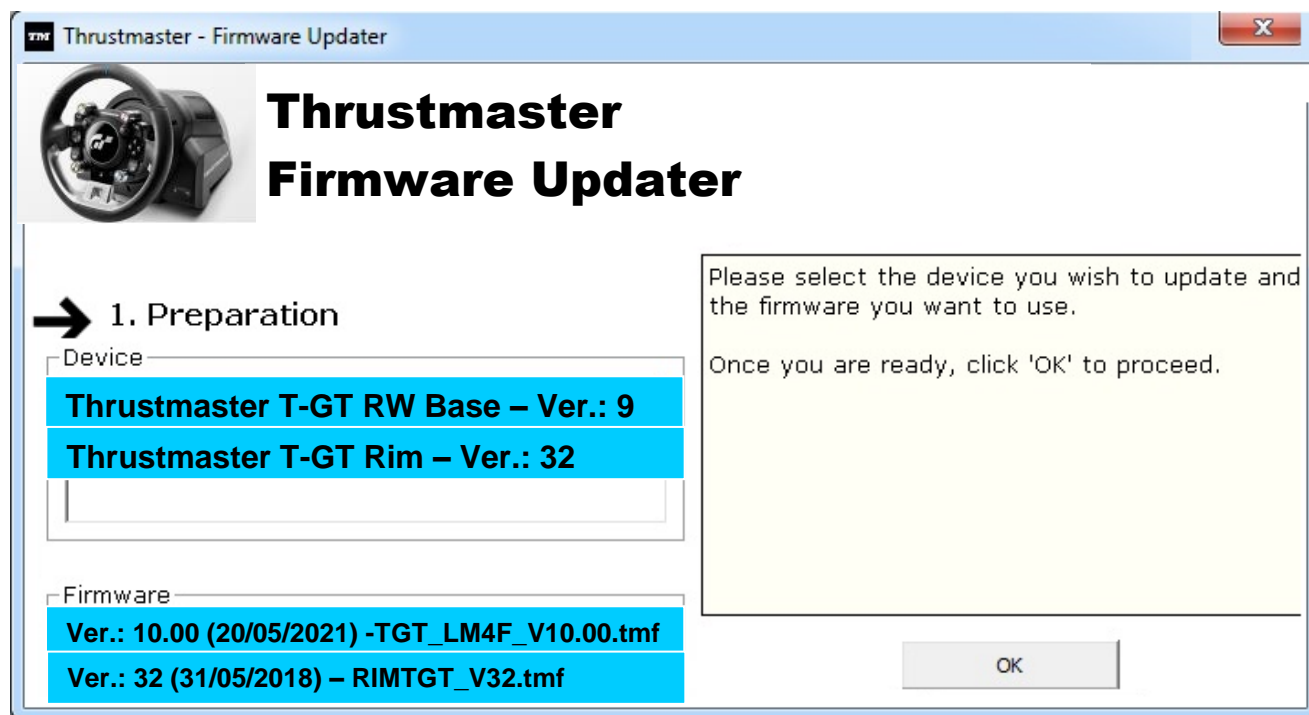 Thrustmaster - Firmware Updater
Thrustmaster
Firmware Updater
1. Preparation
Device
Thrustmaster T-GT RW Base – Ver.: 9
Thrustmaster T-GT Rim – Ver.: 32
Firmware
Ver.: 10.00 (20/05/2021) -TGT_LM4F_V10.00.tmf
Ver.: 32 (31/05/2018) – RIMTGT_V32.tmf
Please select the device you wish to update and
the firmware you want to use.
Once you are ready, click 'OK' to proceed.
OK